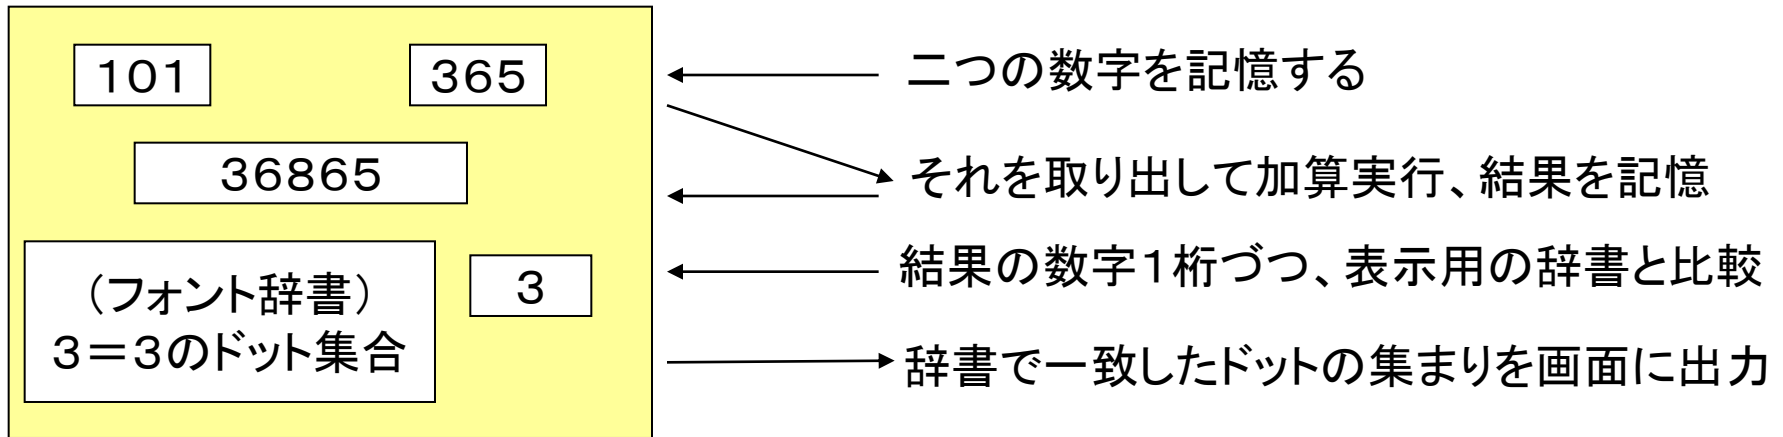 101
365
36865
(フォント辞書)
3=3のドット集合
3
二つの数字を記憶する
それを取り出して加算実行、結果を記憶
結果の数字1桁づつ、表示用の辞書と比較
辞書で一致したドットの集まりを画面に出力